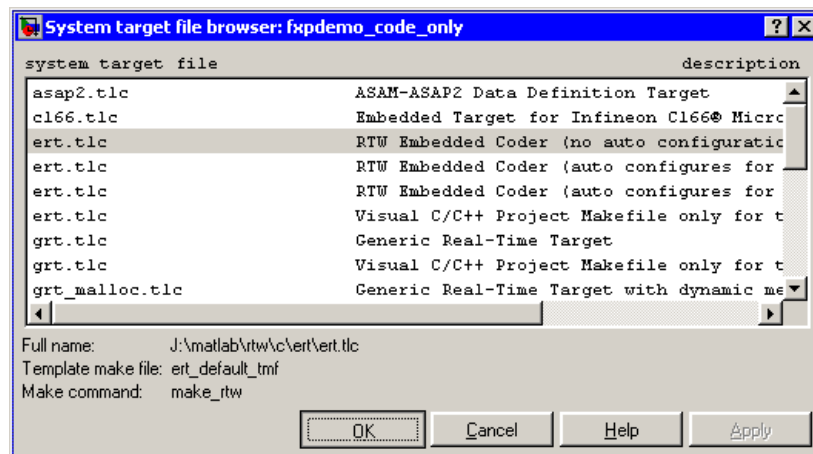 System target file browser: fxpdemo_code_only
system target file description
asap2.tlc ASAM-ASAP2 Data Definition Target
c166.tlc Embedded Target for Infineon C166® Micro
ert.tlc RTW Embedded Coder (no auto configuratio
ert.tlc RTW Embedded Coder (auto configures for
ert.tlc RTW Embedded Coder (auto configures for
ert.tlc Visual C/C++ Project Makefile only for t
grt.tlc Generic Real-Time Target
grt.tlc Visual C/C++ Project Makefile only for t
grt_malloc.tlc Generic Real-Time Target with dynamic me
Full name: J:\matlab\rtw\c\ert\ert.tlc
Template make file: ert_default_tmf
Make command: make_rtw
OK Cancel Help Apply